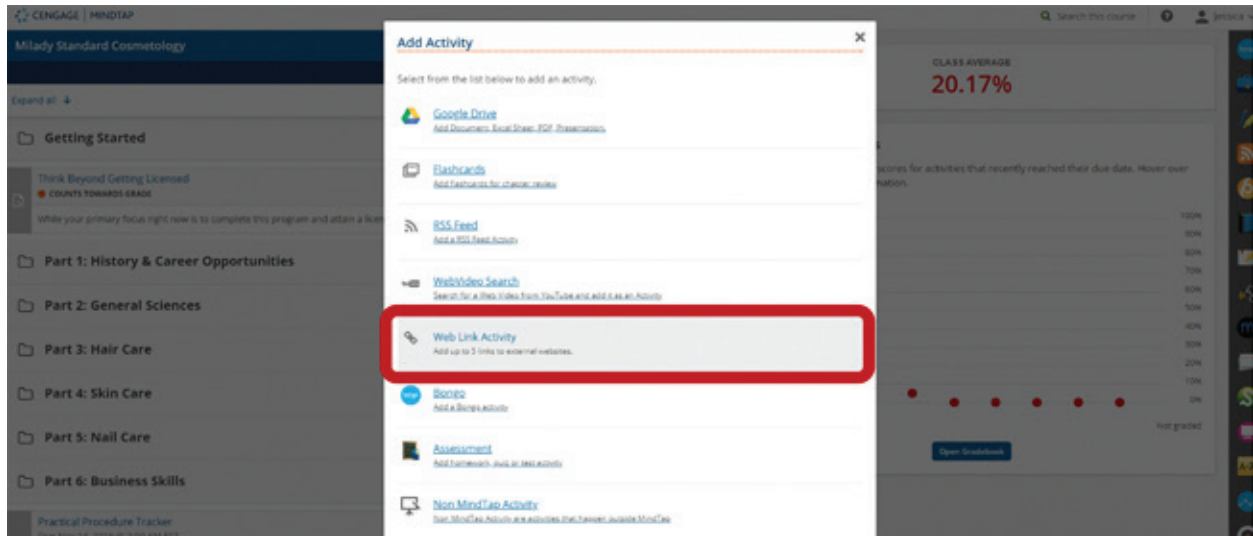 CENGAGE | MINDTAP
Search this course
Jessica
Milady Standard Cosmetology
Expand all
Getting Started
Think Beyond Getting Licensed
COUNTS TOWARDS GRADE
While your primary focus right now is to complete this program and attain a
Part 1: History & Career Opportunities
Part 2: General Sciences
Part 3: Hair Care
Part 4: Skin Care
Part 5: Nail Care
Part 6: Business Skills
Practical Procedure Tracker
Add Activity
Select from the list below to add an activity.
Google Drive
Add Document, Excel Sheet, PDF, Presentation.
Flashcards
Add flashcards for chapter review
RSS Feed
Add a RSS Feed Activity
WebVideo Search
Search for a Web Video from YouTube and add it as an Activity
Web Link Activity
Add up to 5 links to external websites.
Bongo
Add a Bongo activity
Assessment
Add homework, quiz or test activity
Non MindTap Activity
Non MindTap Activity are activities that happen outside MindTap
CLASS AVERAGE
20.17%
scores for activities that recently reached their due date. Hover over
100%
90%
80%
70%
60%
50%
40%
30%
20%
10%
0%
Not graded
Open Gradebook